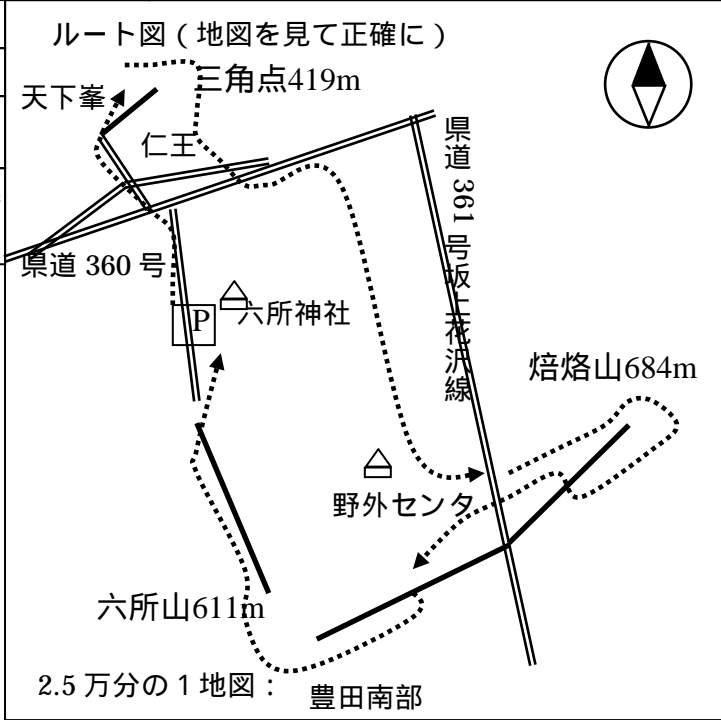 ルート図（地図を見て正確に）
三角点419m
天下峯
仁王
県道 361 号坂上花沢線
県道 360 号
六所神社
P
焙烙山684m
野外センタ
六所山611m
2.5 万分の 1 地図： 豊田南部